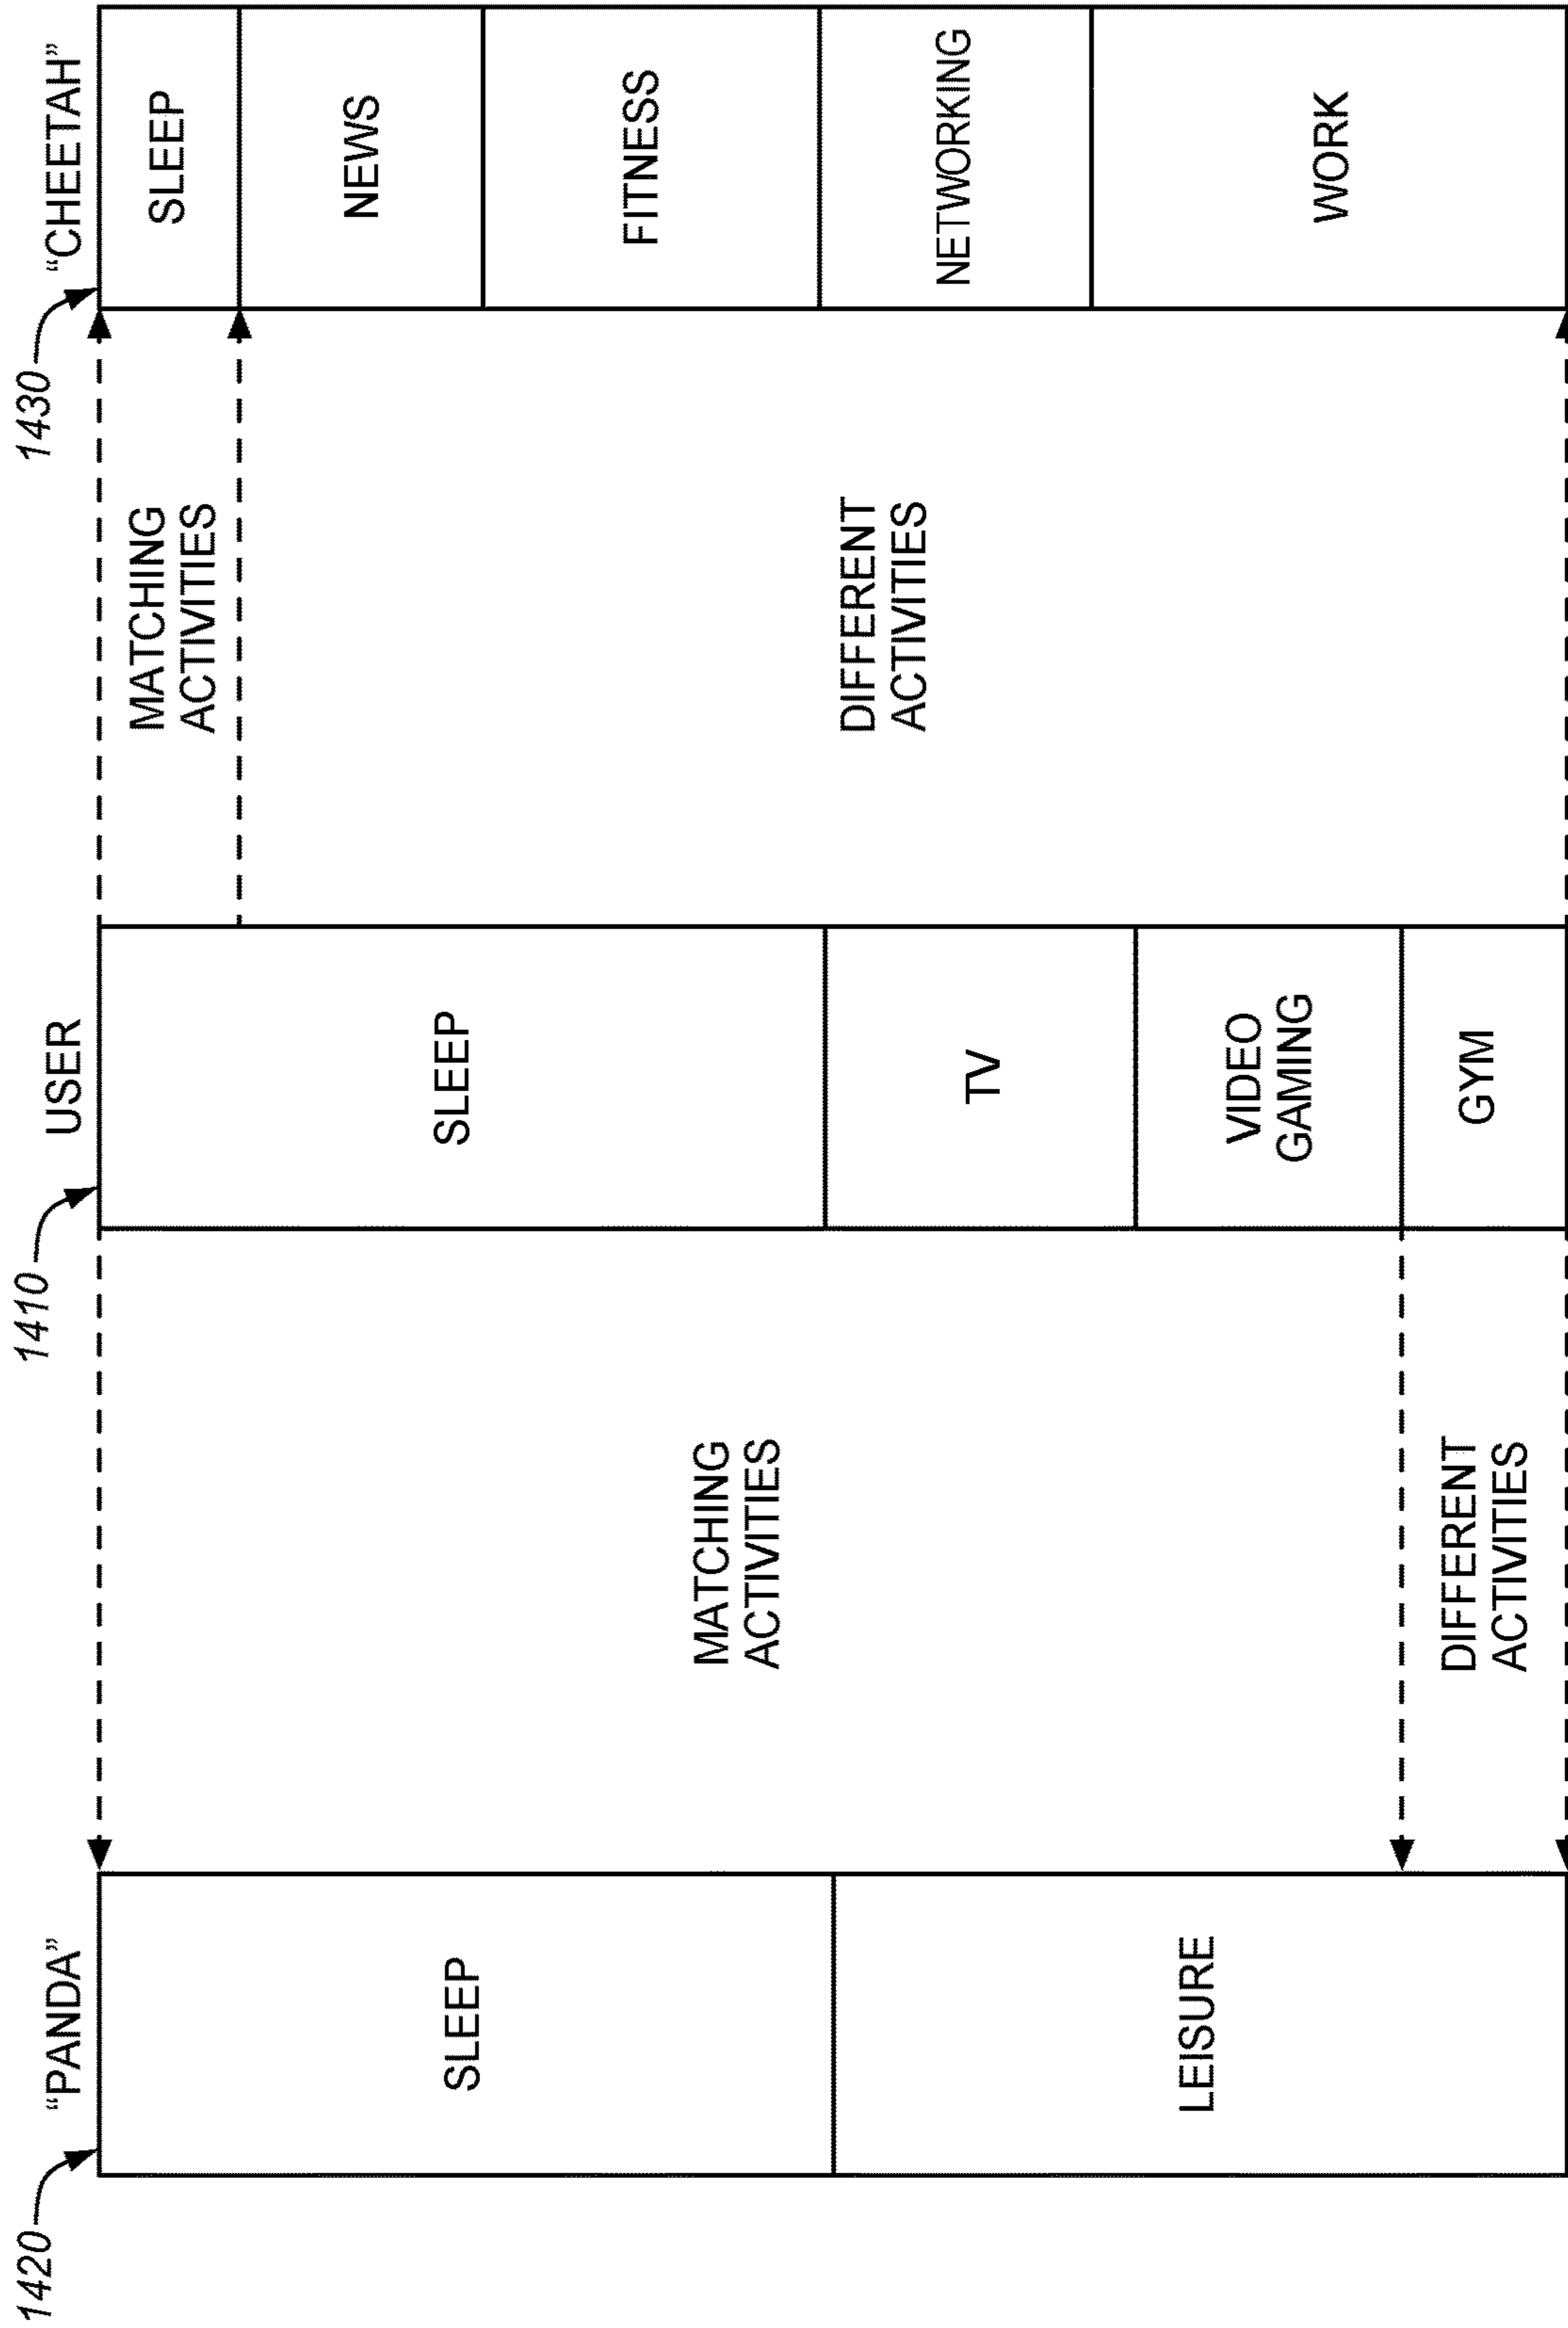 1420
“PANDA”
SLEEP
LEISURE
MATCHING
ACTIVITIES
DIFFERENT
ACTIVITIES
1410
USER
SLEEP
TV
VIDEO
GAMING
GYM
MATCHING
ACTIVITIES
DIFFERENT
ACTIVITIES
1430
“CHEETAH”
SLEEP
NEWS
FITNESS
NETWORKING
WORK